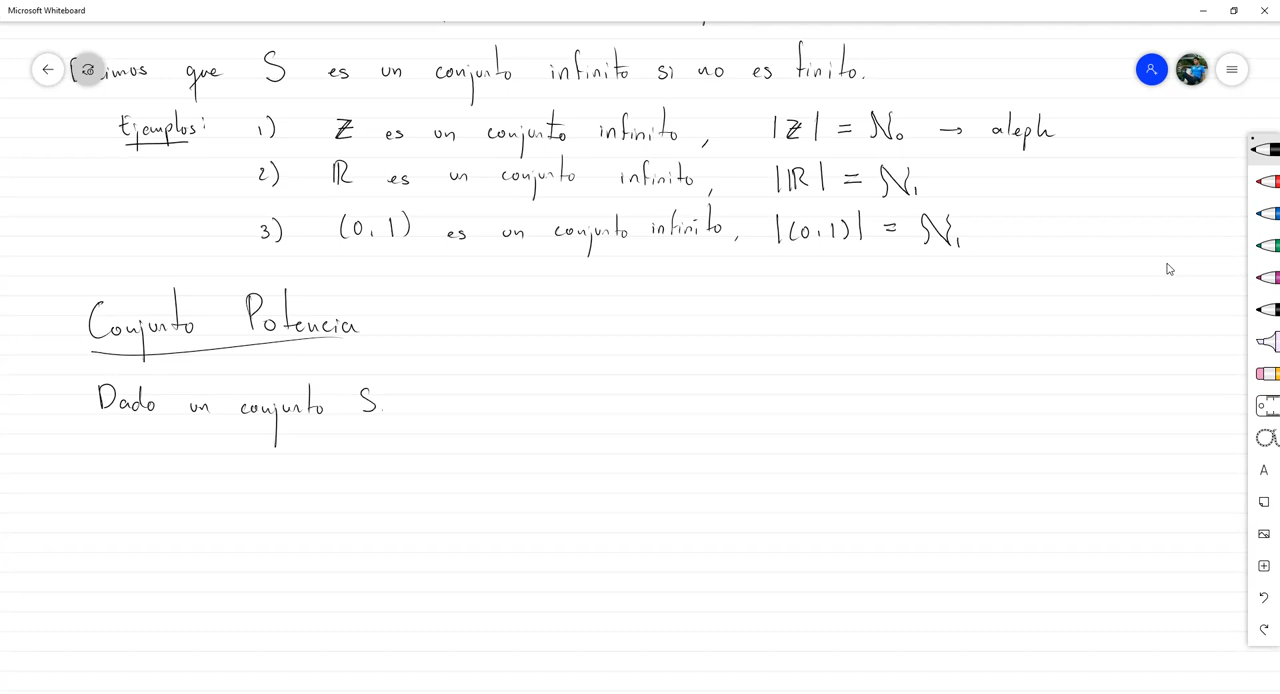 Microsoft Whiteboard
que S es un conjunto infinito si no es finito.
Ejemplos: 1) ℤ es un conjunto infinito, |ℤ| = ℵ₀ → aleph
2) ℝ es un conjunto infinito, |ℝ| = ℵ₁
3) (0,1) es un conjunto infinito, |(0,1)| = ℵ₁
Conjunto Potencia
Dado un conjunto S.
A